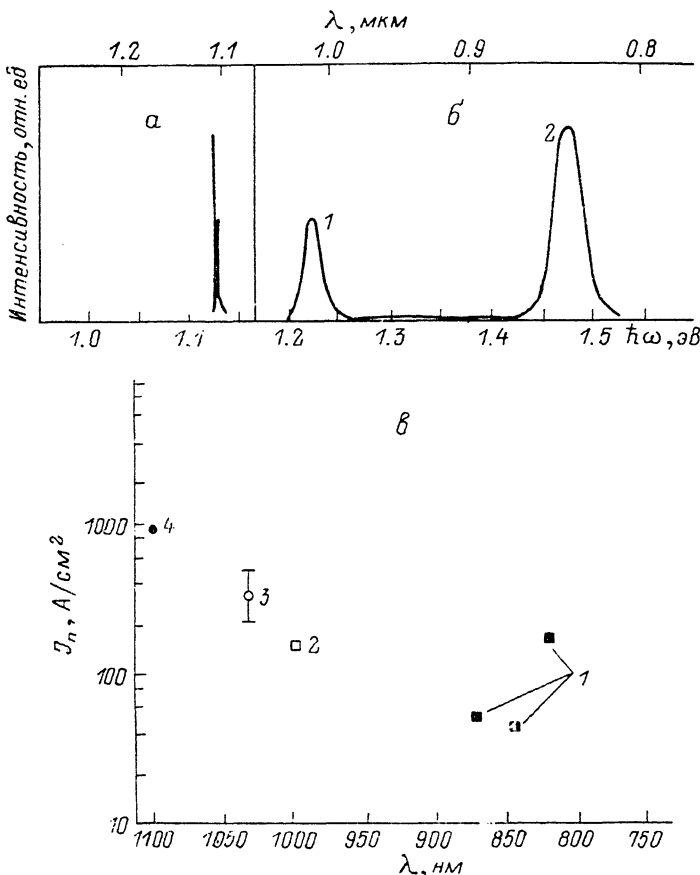 λ, мкм
1.2 1.1 1.0 0.9 0.8
Интенсивность, отн. ед
а б
1 2
1.0 1.1 1.2 1.3 1.4 1.5 ħω, эВ
в
1000 4
Jп, А/см²
3
2
100 1
10
1100 1050 1000 950 900 850 800 750
λ, нм